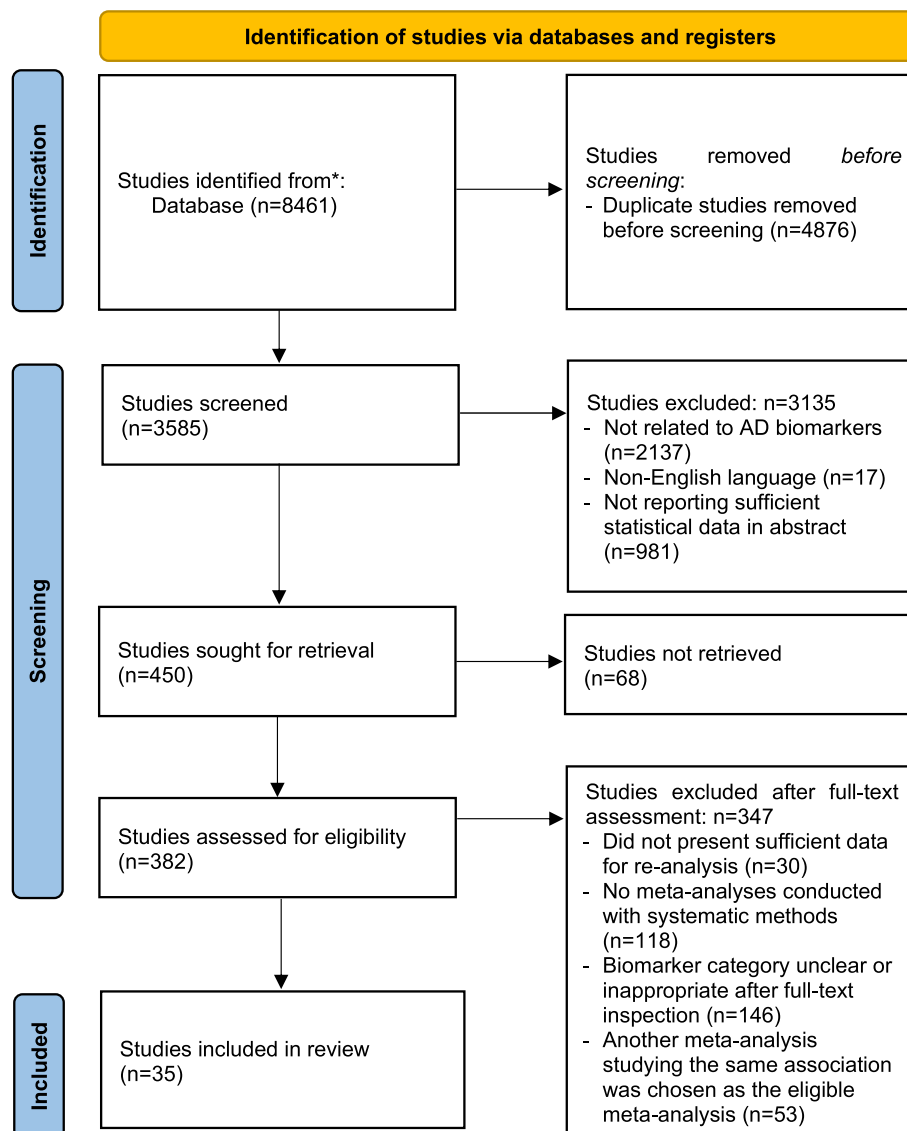 Identification of studies via databases and registers
Identification
Studies identified from*:
Database (n=8461)
Studies removed before
screening:
- Duplicate studies removed
before screening (n=4876)
Screening
Studies screened
(n=3585)
Studies excluded: n=3135
- Not related to AD biomarkers
(n=2137)
- Non-English language (n=17)
- Not reporting sufficient
statistical data in abstract
(n=981)
Studies sought for retrieval
(n=450)
Studies not retrieved
(n=68)
Studies assessed for eligibility
(n=382)
Studies excluded after full-text
assessment: n=347
- Did not present sufficient data
for re-analysis (n=30)
- No meta-analyses conducted
with systematic methods
(n=118)
- Biomarker category unclear or
inappropriate after full-text
inspection (n=146)
- Another meta-analysis
studying the same association
was chosen as the eligible
meta-analysis (n=53)
Included
Studies included in review
(n=35)